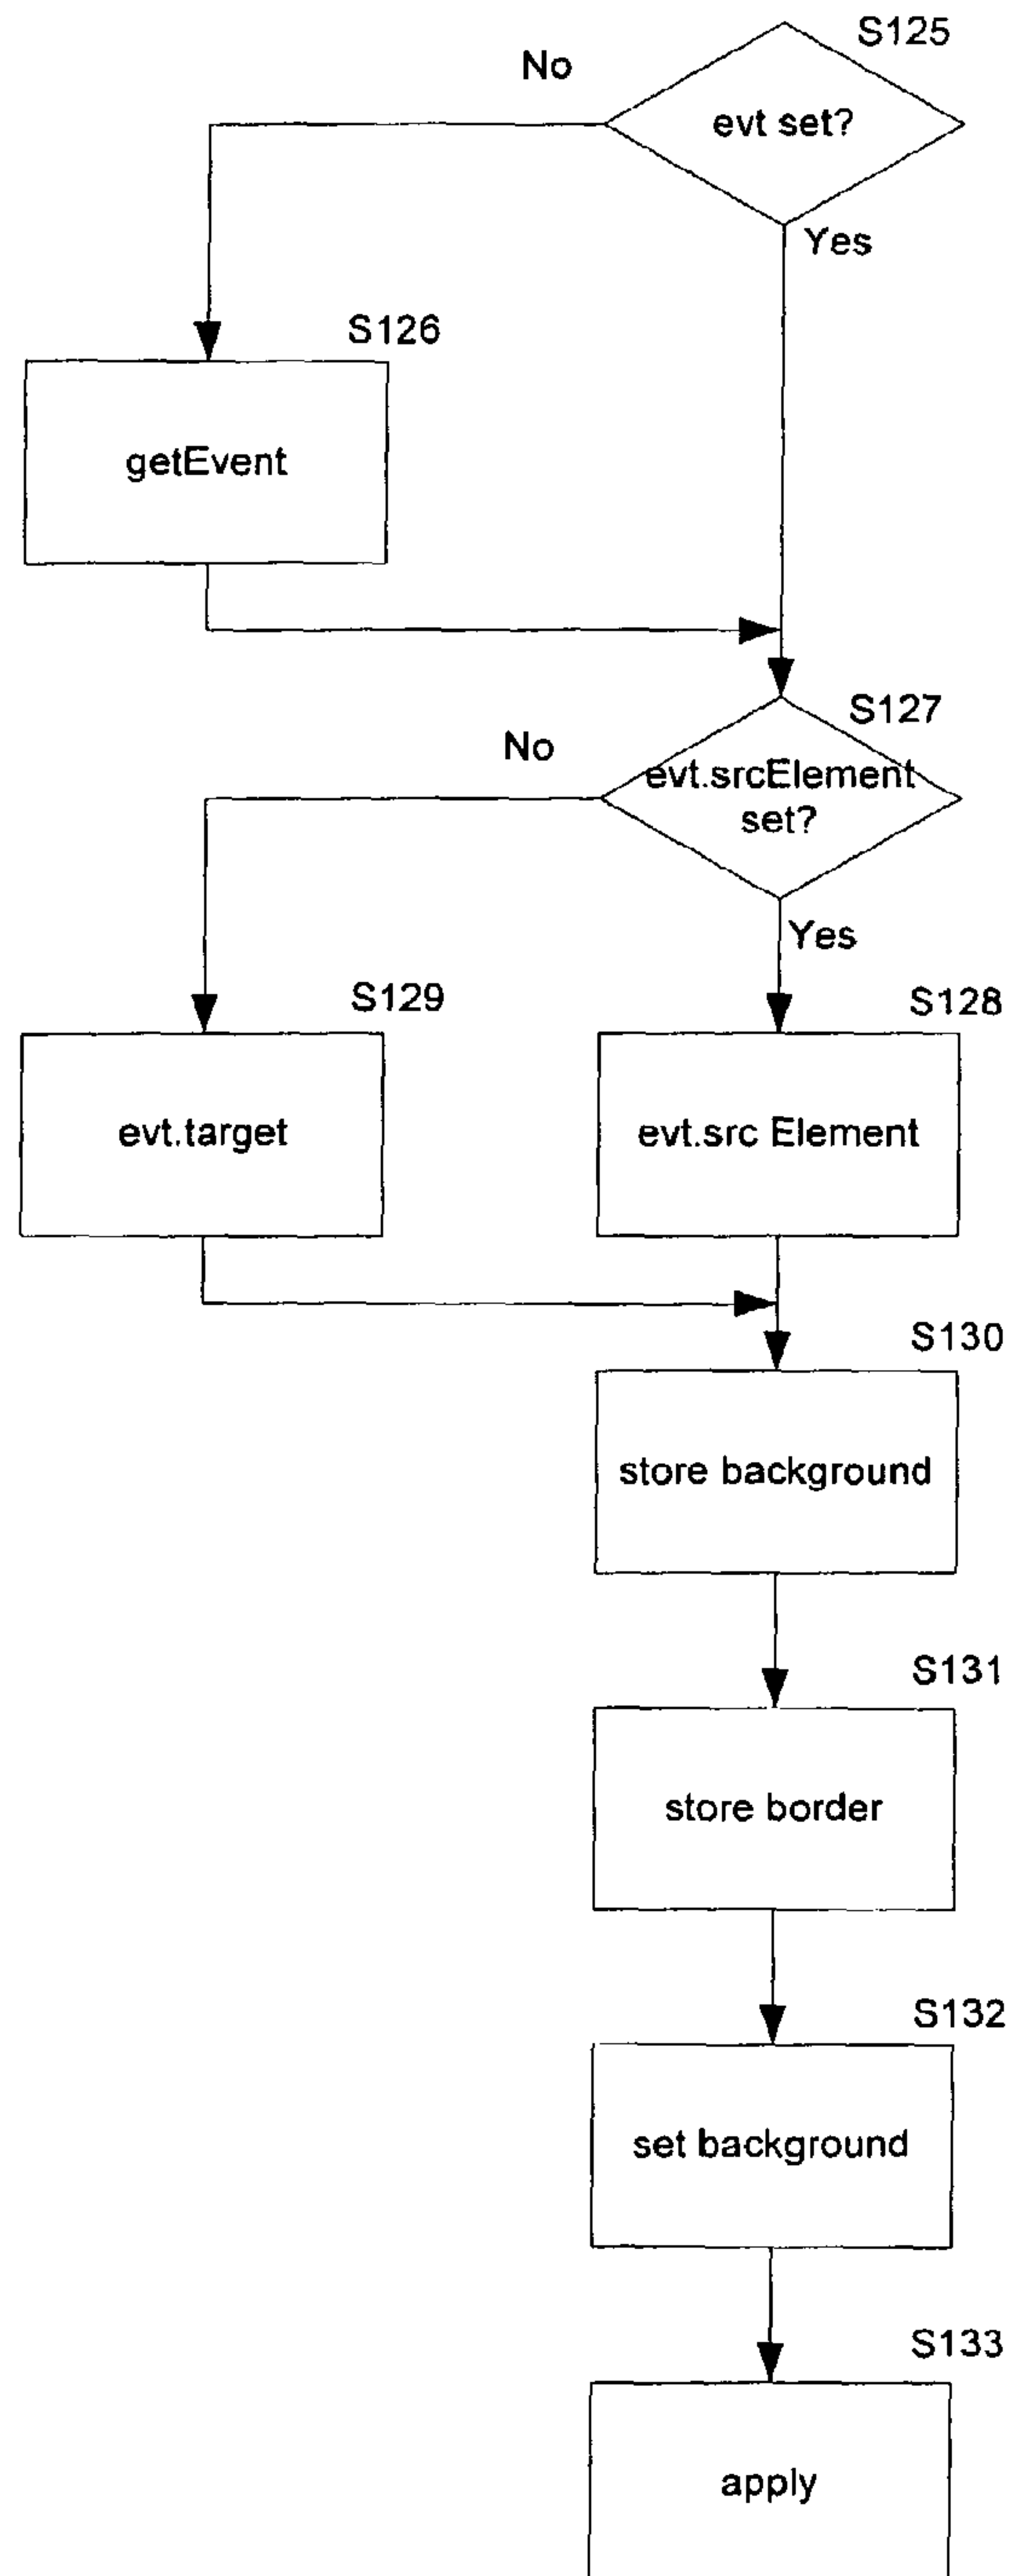 S125
No
evt set?
Yes
S126
getEvent
S127
No
evt.srcElement
set?
Yes
S129
S128
evt.target
evt.src Element
S130
store background
S131
store border
S132
set background
S133
apply